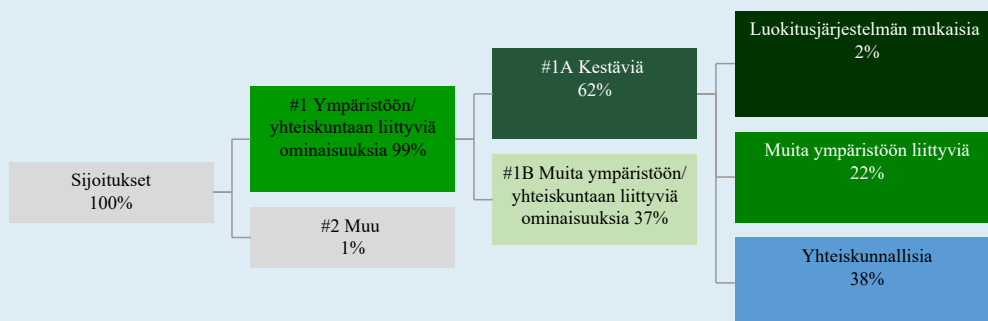 Sijoitukset
100%
#1 Ympäristöön/
yhteiskuntaan liittyviä
ominaisuuksia 99%
#2 Muu
1%
#1A Kestäviä
62%
#1B Muita ympäristöön/
yhteiskuntaan liittyviä
ominaisuuksia 37%
Luokitusjärjestelmän mukaisia
2%
Muita ympäristöön liittyviä
22%
Yhteiskunnallisia
38%